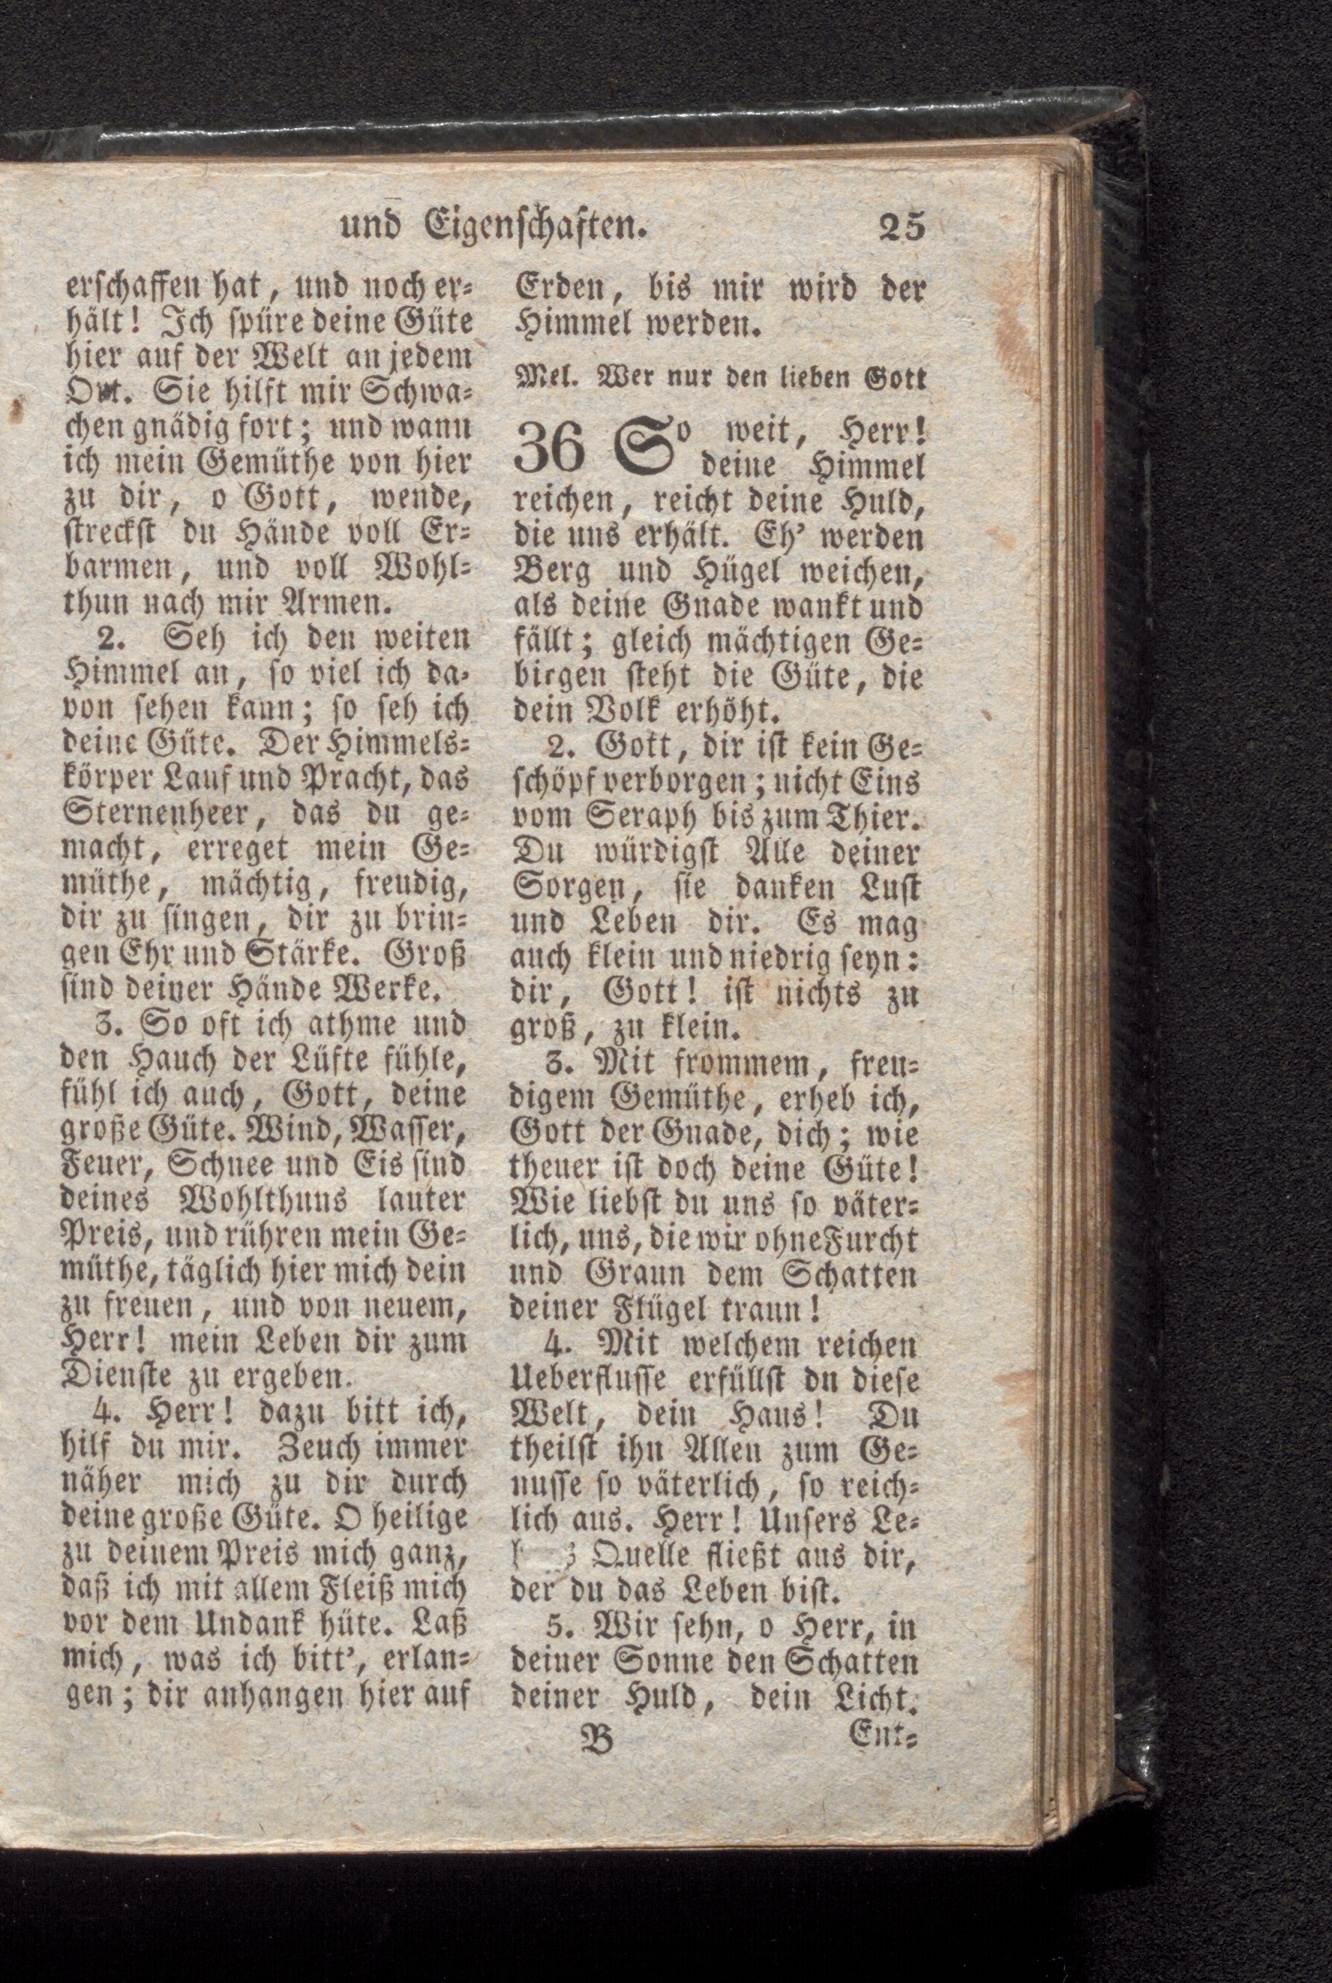 und Eigenschaften. 25
erschaffen hat, und noch er-
hält! Ich spüre deine Güte
hier auf der Welt an jedem
Ort. Sie hilft mir Schwa-
chen gnädig fort; und wann
ich mein Gemüthe von hier
zu dir, o Gott, wende,
streckst du Hände voll Er-
barmen, und voll Wohl-
thun nach mir Armen.
2. Seh ich den weiten
Himmel an, so viel ich da-
von sehen kann; so seh ich
deine Güte. Der Himmels-
körper Lauf und Pracht, das
Sternenheer, das du ge-
macht, erreget mein Ge-
müthe, mächtig, freudig,
dir zu singen, dir zu brin-
gen Ehr und Stärke. Groß
sind deiner Hände Werke.
3. So oft ich athme und
den Hauch der Lüfte fühle,
fühl ich auch, Gott, deine
große Güte. Wind, Wasser,
Feuer, Schnee und Eis sind
deines Wohlthuns lauter
Preis, und rühren mein Ge-
müthe, täglich hier mich dein
zu freuen, und von neuem,
Herr! mein Leben dir zum
Dienste zu ergeben.
4. Herr! dazu bitt ich,
hilf du mir. Zeuch immer
näher mich zu dir durch
deine große Güte. O heilige
zu deinem Preis mich ganz,
daß ich mit allem Fleiß mich
vor dem Undank hüte. Laß
mich, was ich bitt', erlan-
gen; dir anhangen hier auf
Erden, bis mir wird der
Himmel werden.
Mel. Wer nur den lieben Gott
36 So weit, Herr!
deine Himmel
reichen, reicht deine Huld,
die uns erhält. Eh' werden
Berg und Hügel weichen,
als deine Gnade wankt und
fällt; gleich mächtigen Ge-
birgen steht die Güte, die
dein Volk erhöht.
2. Gott, dir ist kein Ge-
schöpf verborgen; nicht Eins
vom Seraph bis zum Thier.
Du würdigst Alle deiner
Sorgen, sie danken Lust
und Leben dir. Es mag
auch klein und niedrig seyn:
dir, Gott! ist nichts zu
groß, zu klein.
3. Mit frommem, freu-
digem Gemüthe, erheb ich,
Gott der Gnade, dich; wie
theuer ist doch deine Güte!
Wie liebst du uns so väter-
lich, uns, die wir ohne Furcht
und Graun dem Schatten
deiner Flügel traun!
4. Mit welchem reichen
Ueberflusse erfüllst du diese
Welt, dein Haus! Du
theilst ihn Allen zum Ge-
nusse so väterlich, so reich-
lich aus. Herr! Unsers Le-
Quelle fließt aus dir,
der du das Leben bist.
5. Wir sehn, o Herr, in
deiner Sonne den Schatten
deiner Huld, dein Licht.
B Ent-